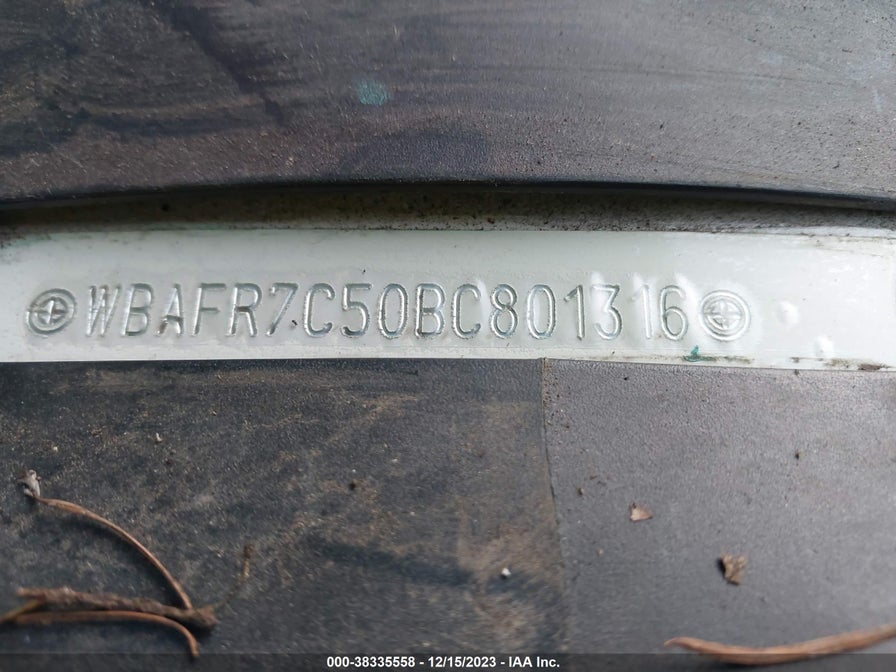 WBAFR7C50BC801316
000-38335558 - 12/15/2023 - IAA Inc.